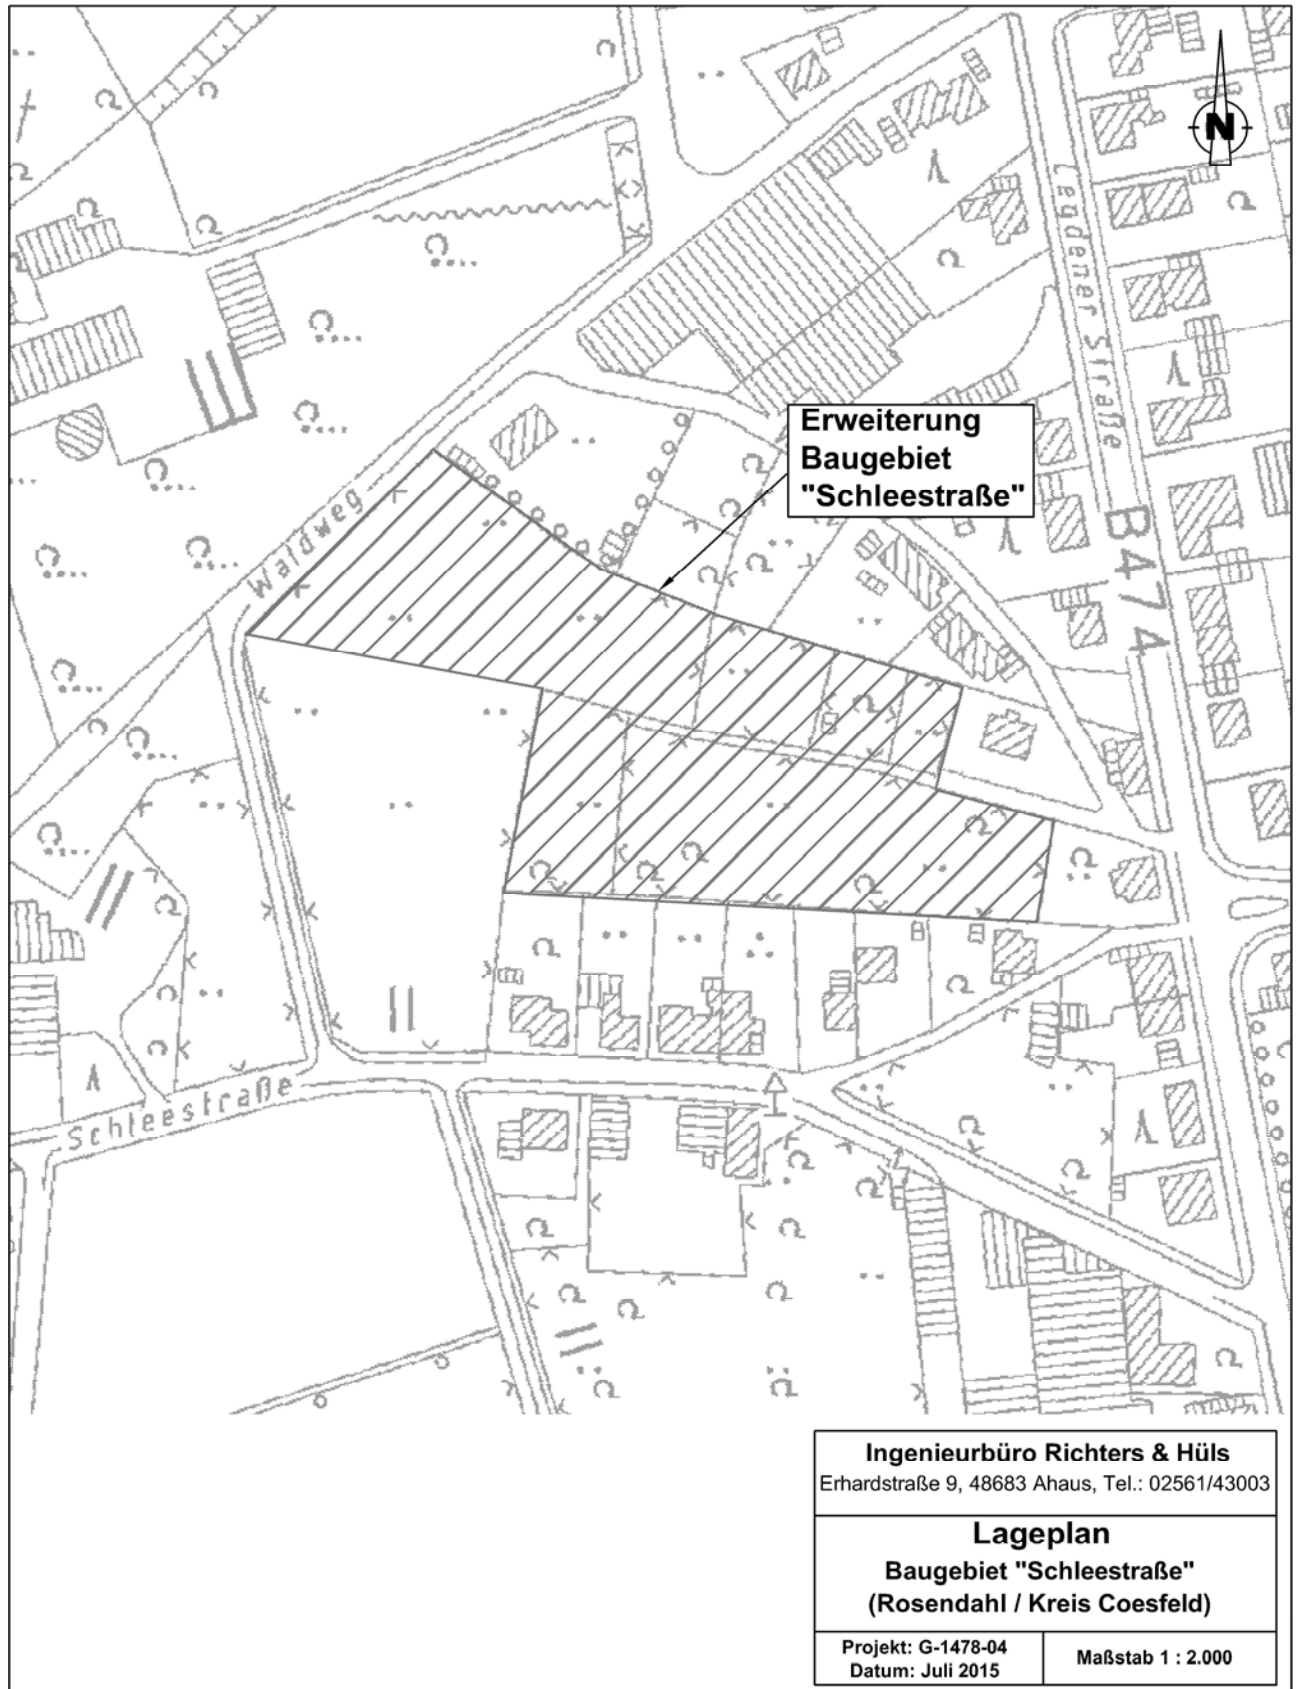 N
Legdener Straße
Erweiterung
Baugebiet
"Schleestraße"
Waldweg
B474
Schleestraße
Ingenieurbüro Richters & Hüls
Erhardstraße 9, 48683 Ahaus, Tel.: 02561/43003
Lageplan
Baugebiet "Schleestraße"
(Rosendahl / Kreis Coesfeld)
Projekt: G-1478-04
Datum: Juli 2015
Maßstab 1 : 2.000